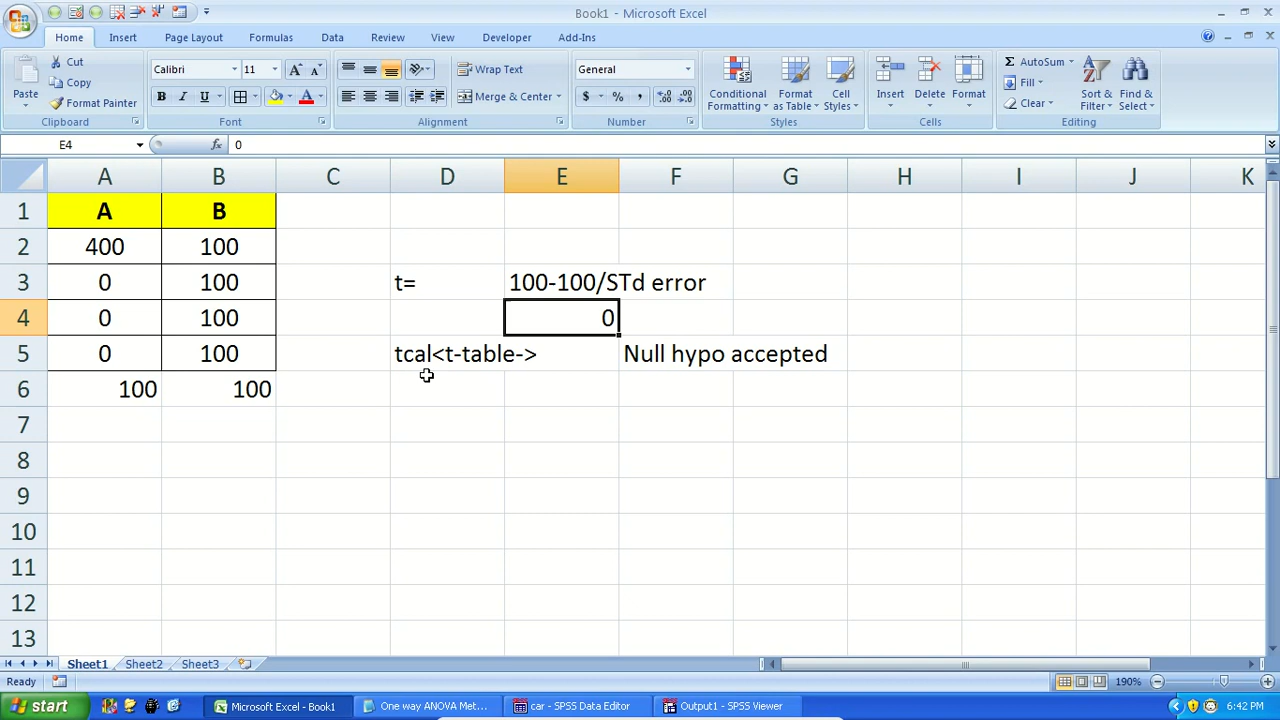 Book1 - Microsoft Excel
Home Insert Page Layout Formulas Data Review View Developer Add-Ins
Paste
Cut
Copy
Format Painter
Clipboard
Calibri 11
B I U
Font
Wrap Text
Merge & Center
Alignment
General
$ % ,
Number
Conditional Formatting
Format as Table
Cell Styles
Styles
Insert
Delete
Format
Cells
AutoSum
Fill
Clear
Sort & Filter
Find & Select
Editing
E4 fx 0
A B C D E F G H I J K
1 A B
2 400 100
3 0 100 t= 100-100/STd error
4 0 100 0
5 0 100 tcal<t-table-> Null hypo accepted
6 100 100
7
8
9
10
11
12
13
Sheet1 Sheet2 Sheet3
Ready 190%
start Microsoft Excel - Book1 One way ANOVA Met... car - SPSS Data Editor Output1 - SPSS Viewer 6:42 PM